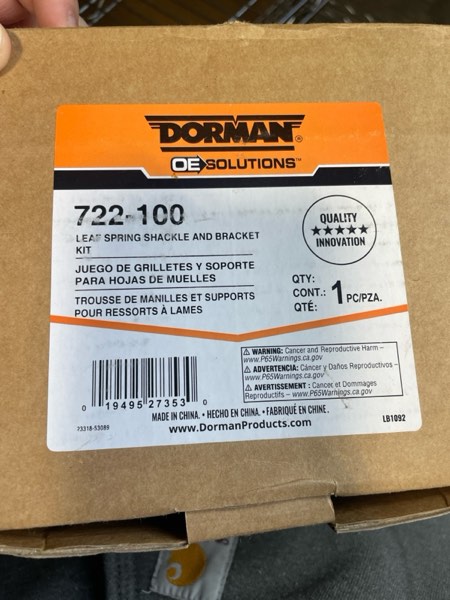 DORMAN®
OE SOLUTIONS™
722-100
LEAF SPRING SHACKLE AND BRACKET
KIT
JUEGO DE GRILLETES Y SOPORTE
PARA HOJAS DE MUELLES
TROUSSE DE MANILLES ET SUPPORTS
POUR RESSORTS À LAMES
QUALITY
★★★★★
INNOVATION
QTY:
CONT.: 1 PC/PZA.
QTÉ:
⚠ WARNING: Cancer and Reproductive Harm –
www.P65Warnings.ca.gov
⚠ ADVERTENCIA: Cáncer y Daños Reproductivos –
www.P65Warnings.ca.gov
⚠ AVERTISSEMENT : Cancer et Dommages
Reproductifs – www.P65Warnings.ca.gov
0 19495 27353 0
MADE IN CHINA. • HECHO EN CHINA. • FABRIQUÉ EN CHINE.
73318-53089
www.DormanProducts.com
LB1092